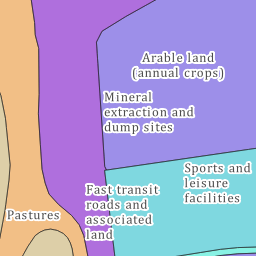 Arable land
(annual crops)
Mineral
extraction and
dump sites
Sports and
leisure
facilities
Fast transit
roads and
associated
land
Pastures